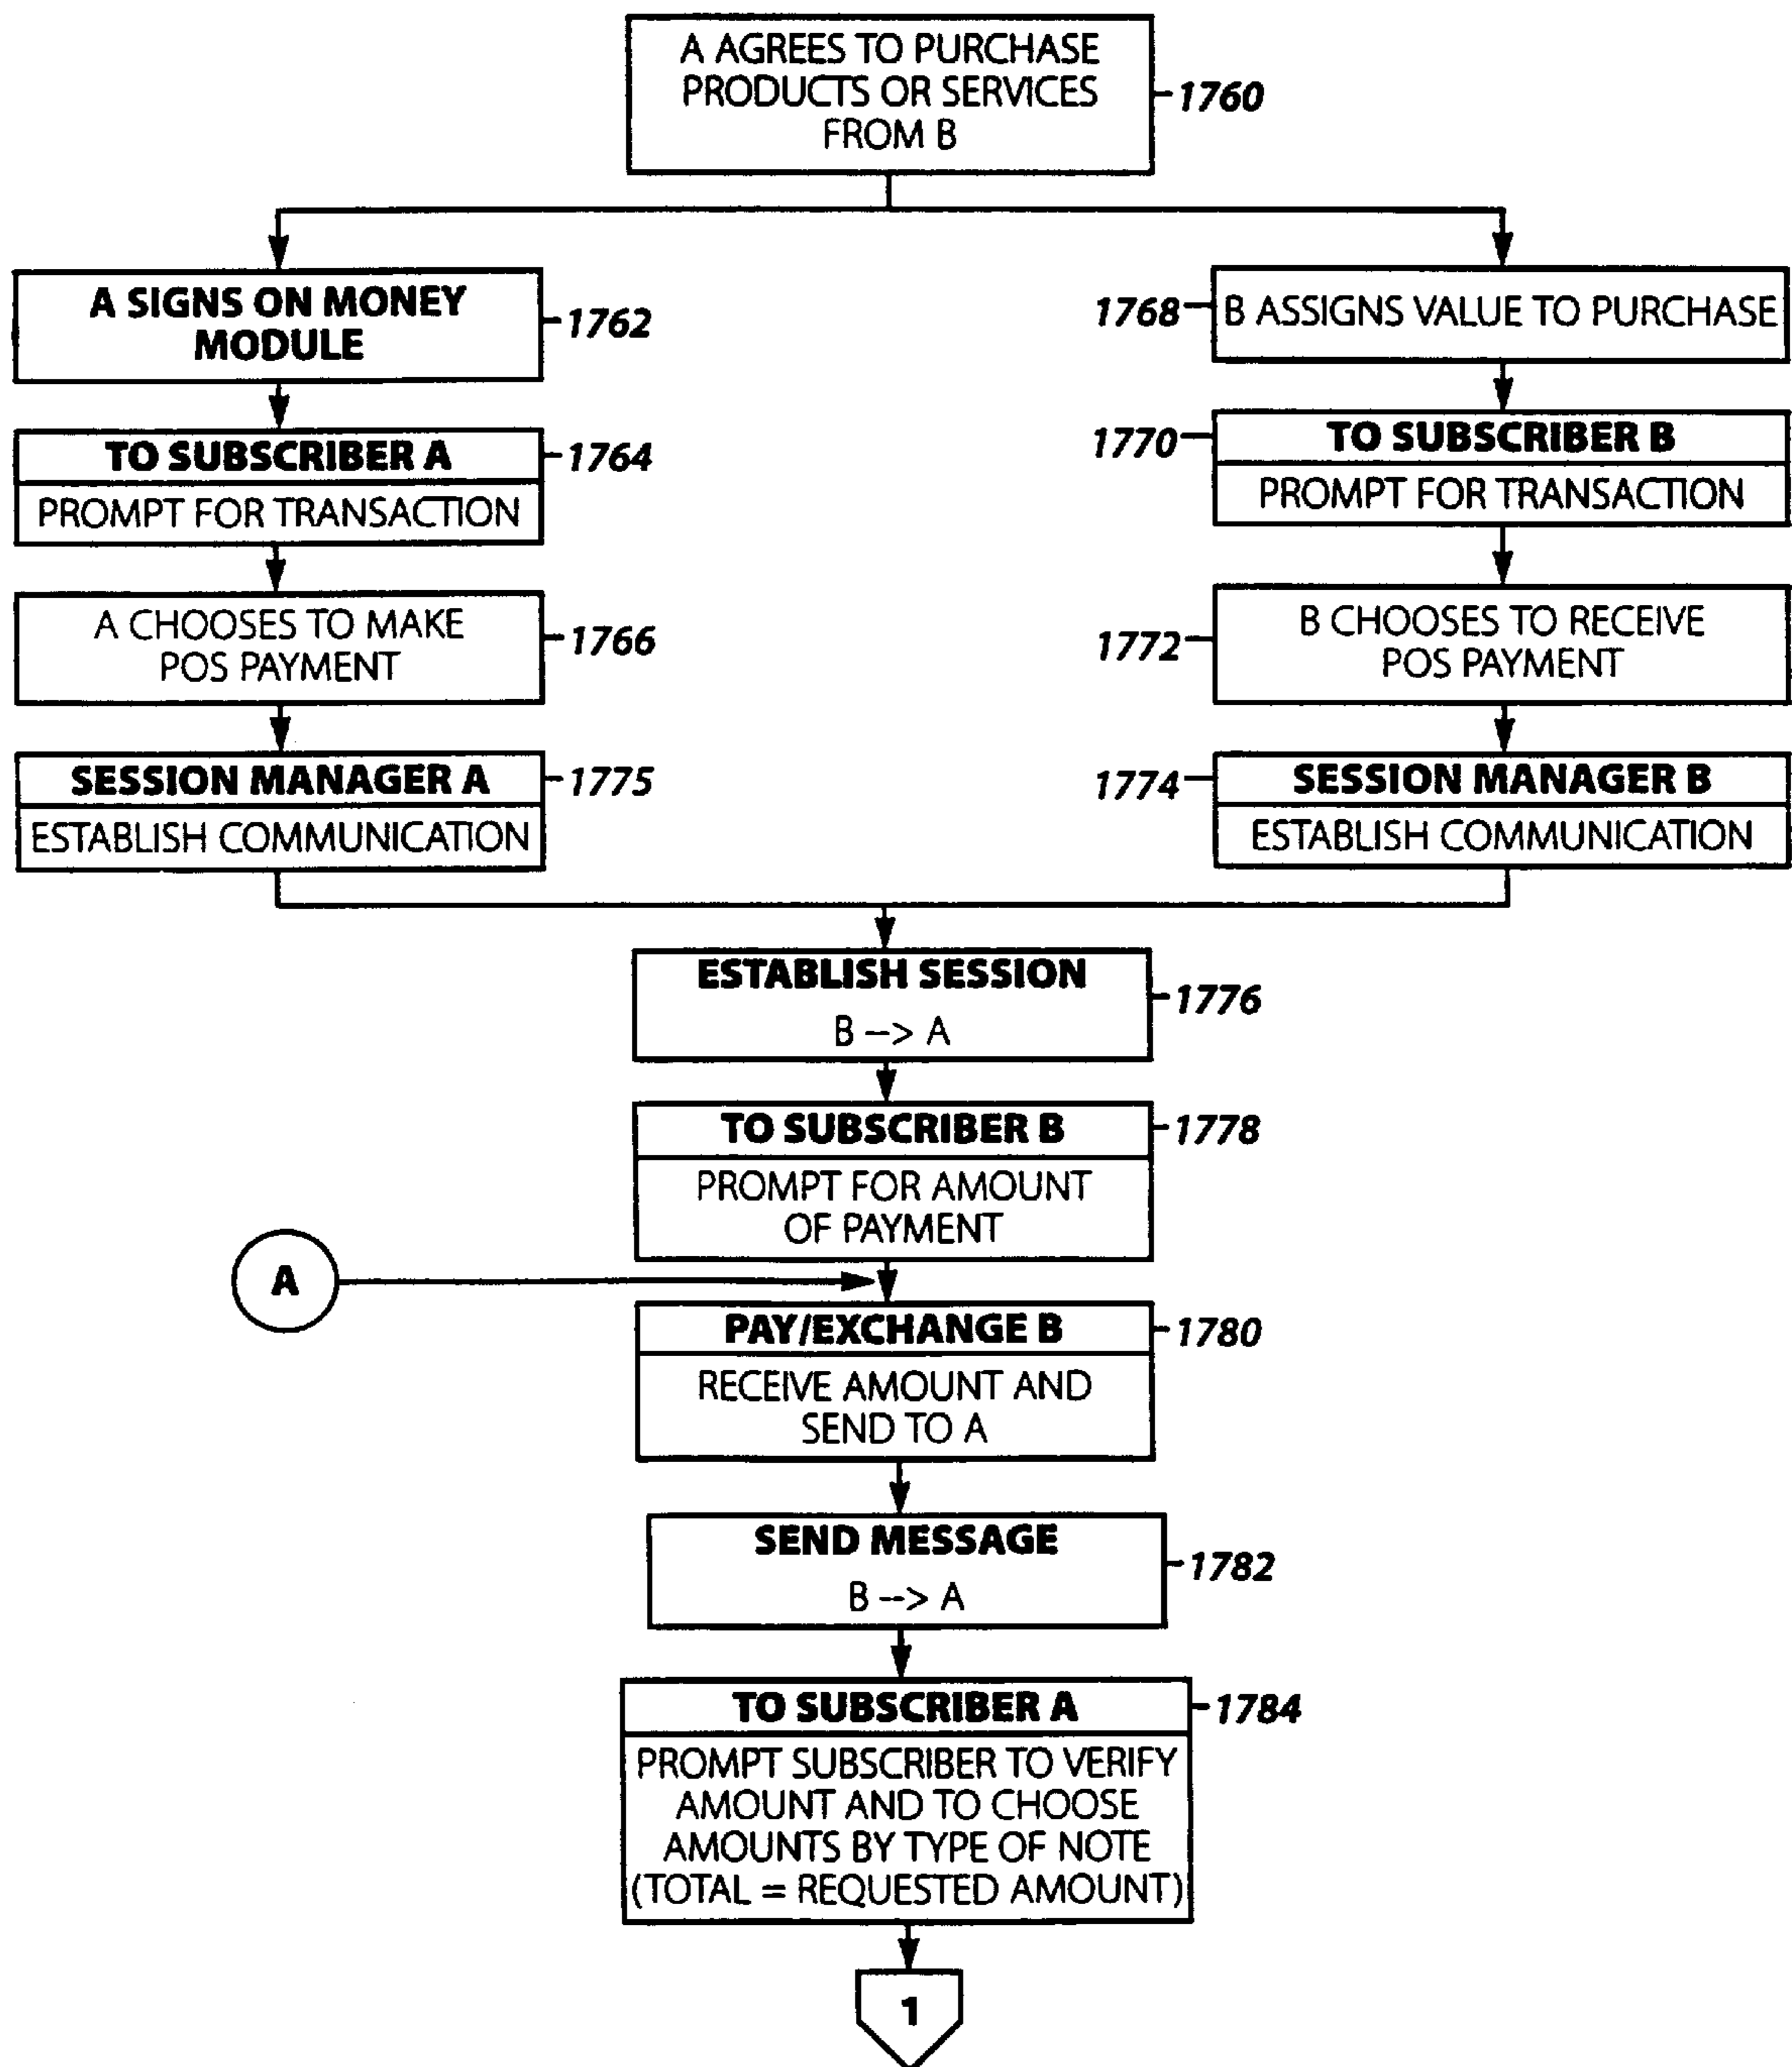 A AGREES TO PURCHASE
PRODUCTS OR SERVICES
FROM B
1760
A SIGNS ON MONEY
MODULE
1762
TO SUBSCRIBER A
1764
PROMPT FOR TRANSACTION
A CHOOSES TO MAKE
POS PAYMENT
1766
SESSION MANAGER A
1775
ESTABLISH COMMUNICATION
1768
B ASSIGNS VALUE TO PURCHASE
1770
TO SUBSCRIBER B
PROMPT FOR TRANSACTION
1772
B CHOOSES TO RECEIVE
POS PAYMENT
1774
SESSION MANAGER B
ESTABLISH COMMUNICATION
ESTABLISH SESSION
B --> A
1776
TO SUBSCRIBER B
1778
PROMPT FOR AMOUNT
OF PAYMENT
A
PAY/EXCHANGE B
1780
RECEIVE AMOUNT AND
SEND TO A
SEND MESSAGE
B --> A
1782
TO SUBSCRIBER A
1784
PROMPT SUBSCRIBER TO VERIFY
AMOUNT AND TO CHOOSE
AMOUNTS BY TYPE OF NOTE
(TOTAL = REQUESTED AMOUNT)
1